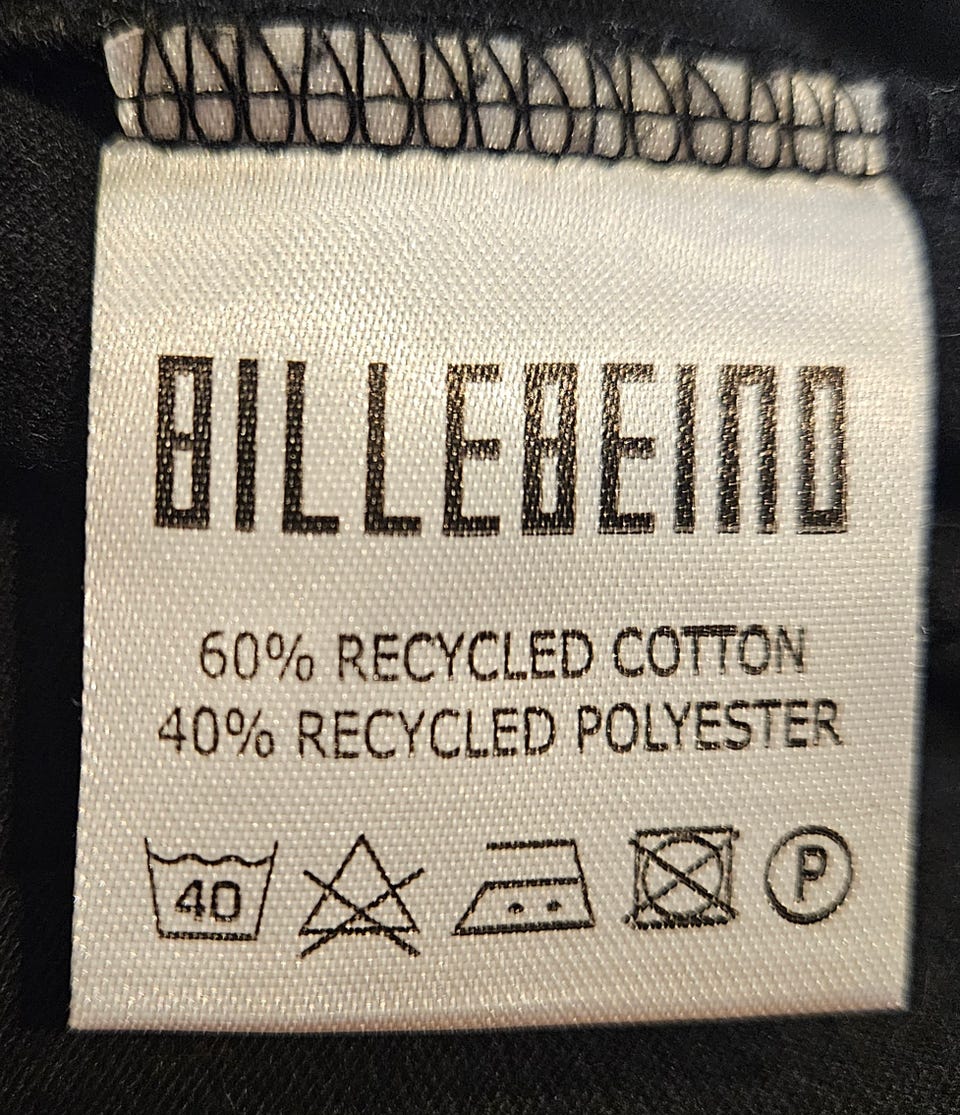 BILLEBEINO
60% RECYCLED COTTON
40% RECYCLED POLYESTER
40 P